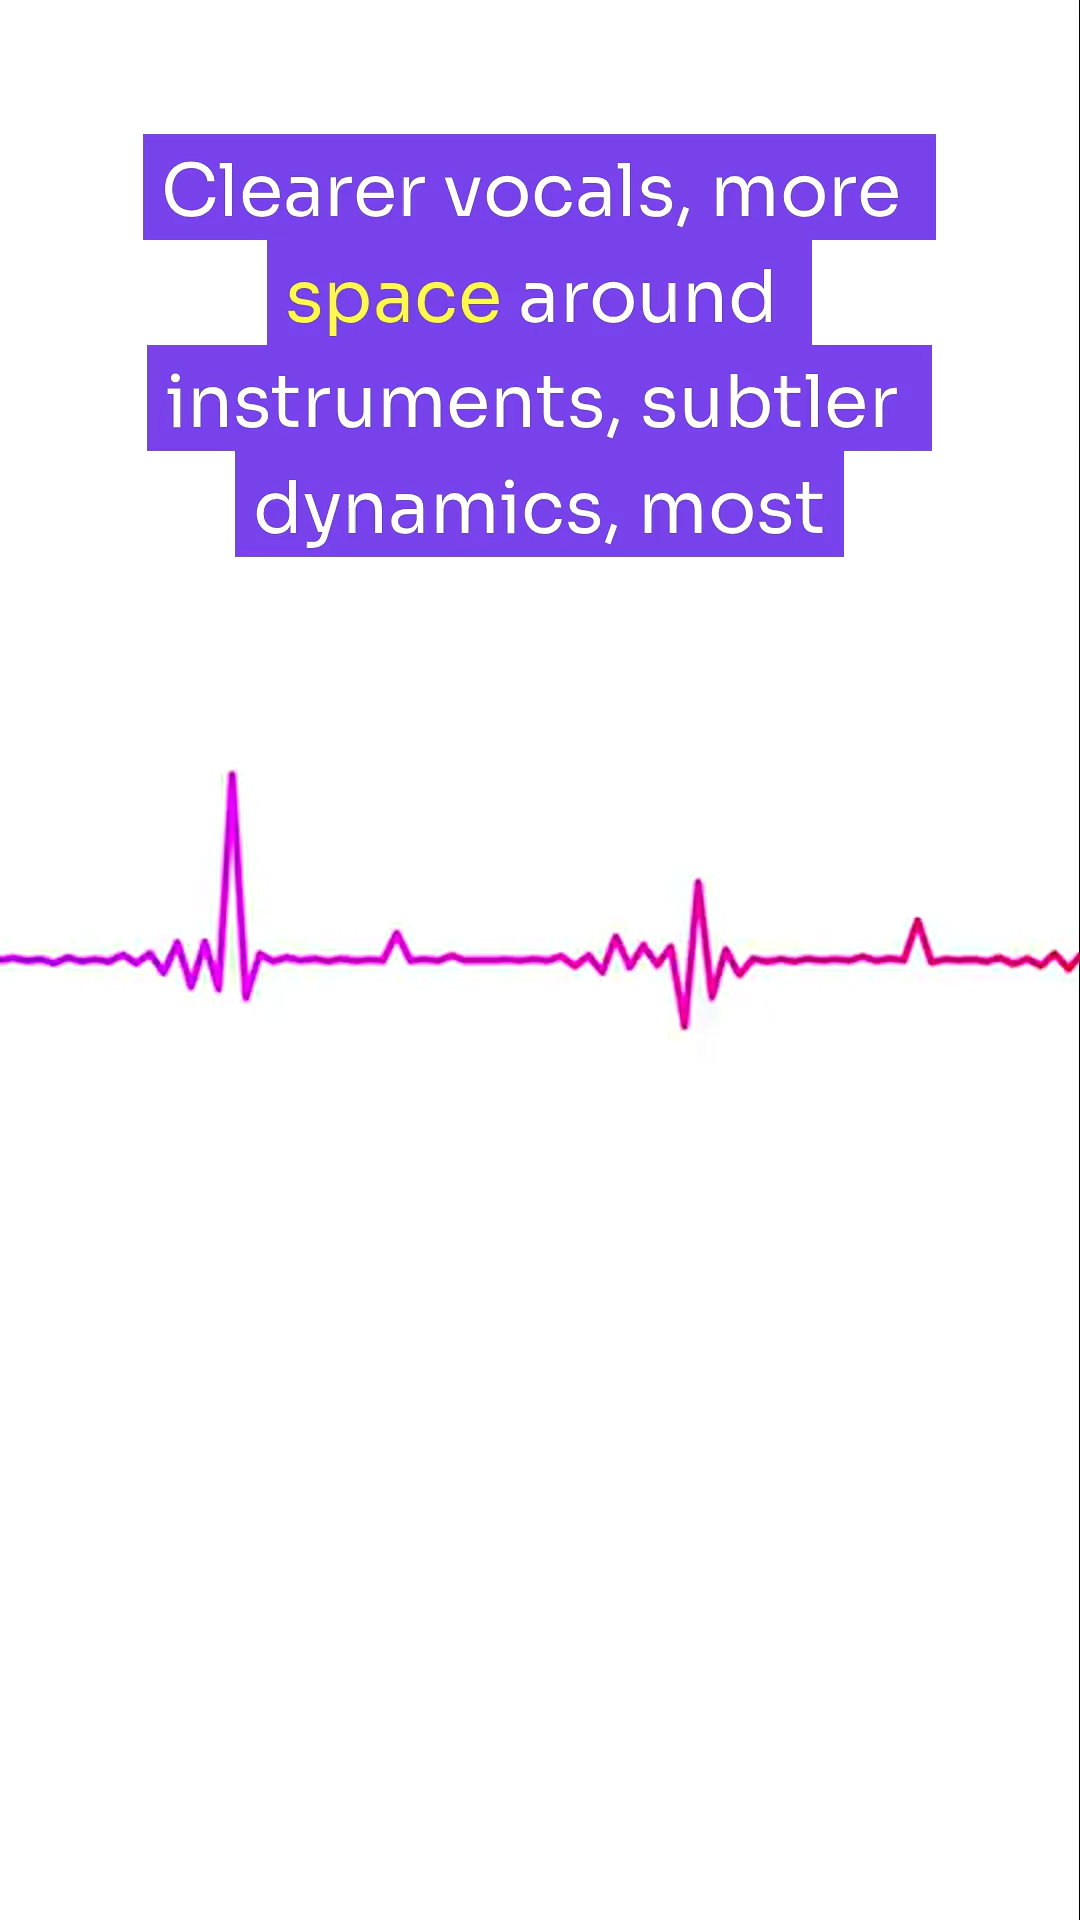 Clearer vocals, more
space around
instruments, subtler
dynamics, most